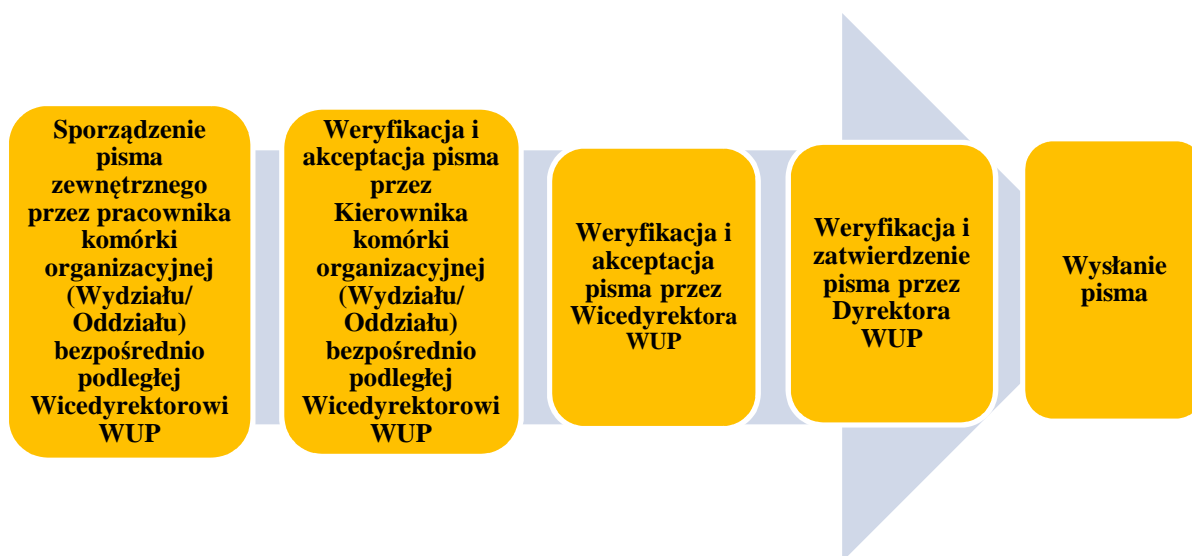 Sporządzenie
pisma
zewnętrznego
przez pracownika
komórki
organizacyjnej
(Wydziału/
Oddziału)
bezpośrednio
podległej
Wicedyrektorowi
WUP
Weryfikacja i
akceptacja pisma
przez
Kierownika
komórki
organizacyjnej
(Wydziału/
Oddziału)
bezpośrednio
podległej
Wicedyrektorowi
WUP
Weryfikacja i
akceptacja
pisma przez
Wicedyrektora
WUP
Weryfikacja i
zatwierdzenie
pisma przez
Dyrektora
WUP
Wysłanie
pisma